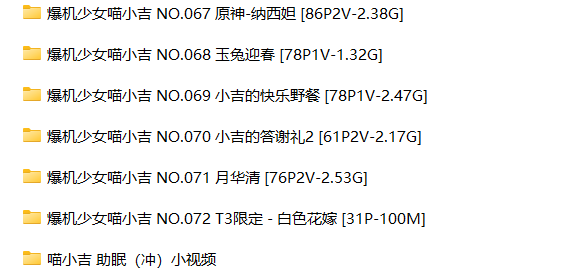 爆机少女喵小吉 NO.067 原神-纳西妲 [86P2V-2.38G]
爆机少女喵小吉 NO.068 玉兔迎春 [78P1V-1.32G]
爆机少女喵小吉 NO.069 小吉的快乐野餐 [78P1V-2.47G]
爆机少女喵小吉 NO.070 小吉的答谢礼2 [61P2V-2.17G]
爆机少女喵小吉 NO.071 月华清 [76P2V-2.53G]
爆机少女喵小吉 NO.072 T3限定 - 白色花嫁 [31P-100M]
喵小吉 助眠（冲）小视频